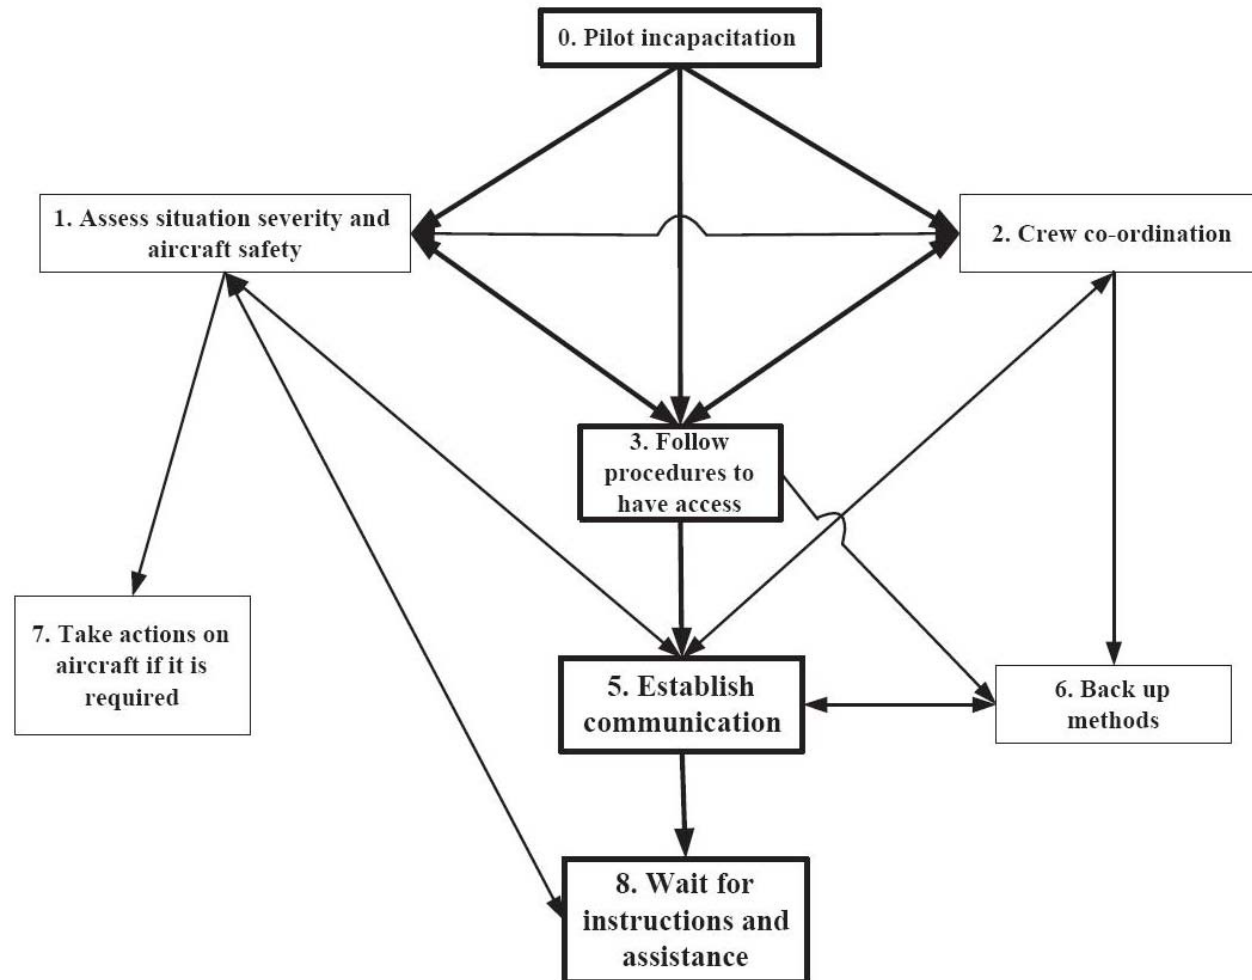 0. Pilot incapacitation
1. Assess situation severity and
aircraft safety
2. Crew co-ordination
3. Follow
procedures to
have access
7. Take actions on
aircraft if it is
required
5. Establish
communication
6. Back up
methods
8. Wait for
instructions and
assistance